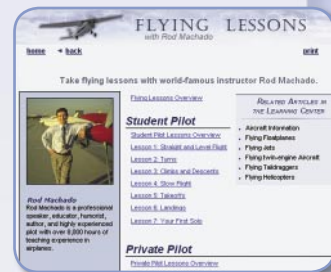 FLYING LESSONS
with Rod Machado
home back print
Take flying lessons with world-famous instructor Rod Machado.
Rod Machado
Rod Machado is a professional
speaker, educator, humorist,
author, and highly experienced
pilot with over 8,000 hours of
teaching experience in
airplanes.
Flying Lessons Overview
Student Pilot
Student Pilot Lessons Overview
Lesson 1: Straight and Level Flight
Lesson 2: Turns
Lesson 3: Climbs and Descents
Lesson 4: Slow Flight
Lesson 5: Takeoffs
Lesson 6: Landings
Lesson 7: Your First Solo
Private Pilot
Private Pilot Lessons Overview
RELATED ARTICLES IN
THE LEARNING CENTER
Aircraft Information
Flying Floatplanes
Flying Jets
Flying twin-engine Aircraft
Flying Taildraggers
Flying Helicopters